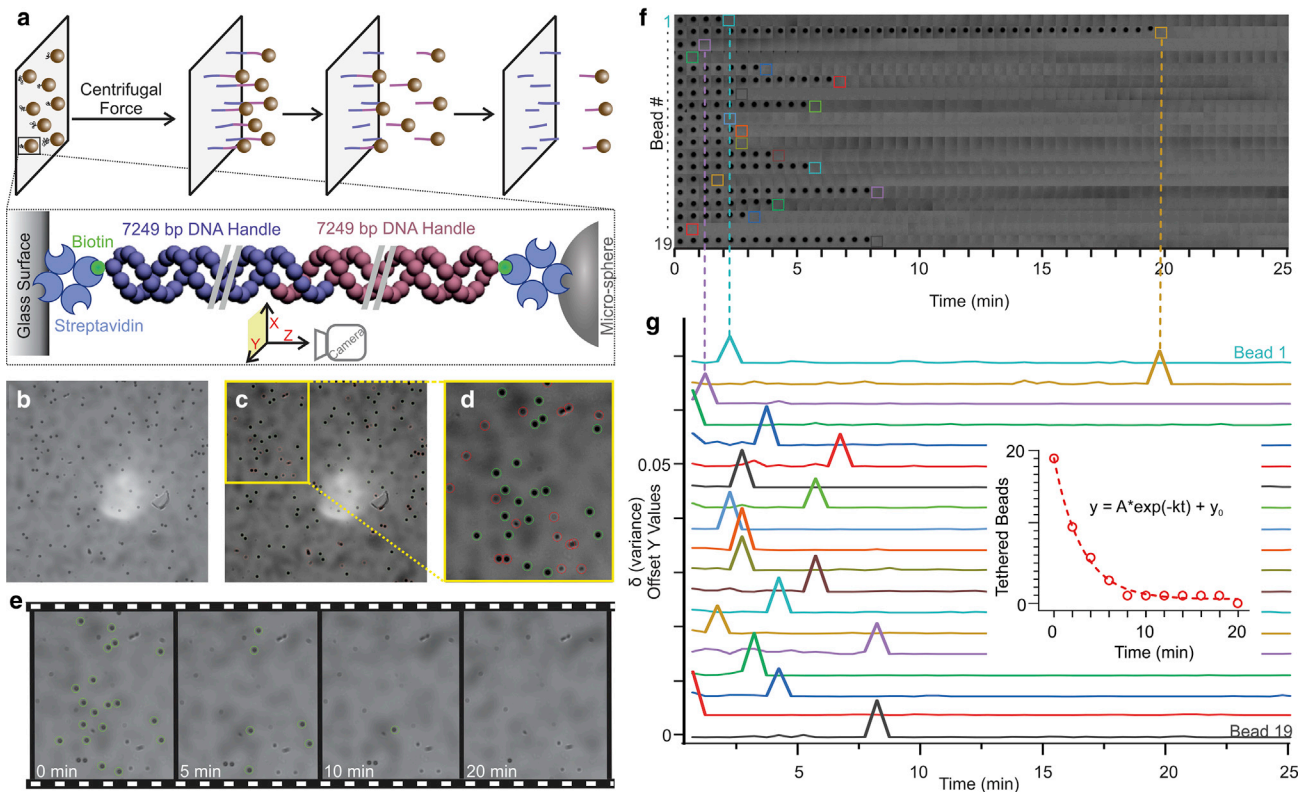 a
Centrifugal
Force
7249 bp DNA Handle
7249 bp DNA Handle
Biotin
Glass Surface
Streptavidin
Micro-sphere
X
Y
Z
Camera
b
c
d
e
0 min
5 min
10 min
20 min
f
1
Bead #
19
0
5
10
15
20
25
Time (min)
g
Bead 1
0.05
δ (variance)
Offset Y Values
0
Bead 19
5
10
15
20
25
Time (min)
20
Tethered Beads
0
y = A*exp(-kt) + y₀
0
10
20
Time (min)